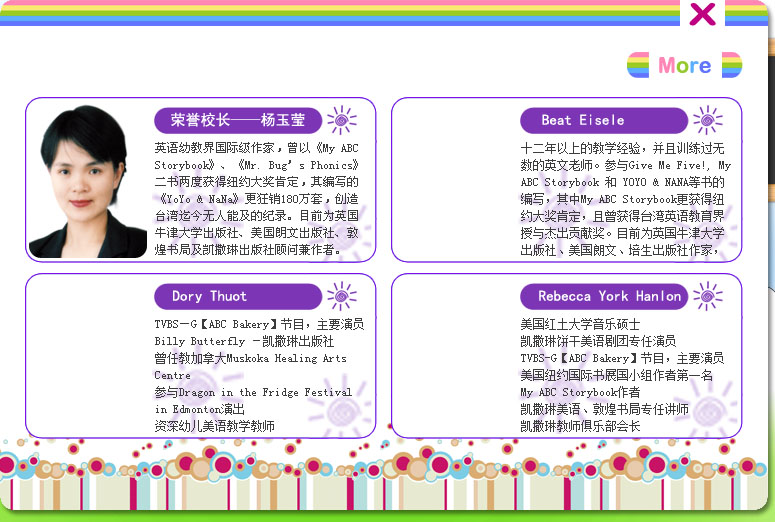 More
荣誉校长——杨玉莹
英语幼教界国际级作家，曾以《My ABC
Storybook》、《Mr. Bug's Phonics》
二书两度获得纽约大奖肯定，其编写的
《YoYo & NaNa》更狂销180万套，创造
台湾迄今无人能及的纪录。目前为英国
牛津大学出版社、美国朗文出版社、敦
煌书局及凯撒琳出版社顾问兼作者。
Beat Eisele
十二年以上的教学经验，并且训练过无
数的英文老师。参与Give Me Five!, My
ABC Storybook 和 YOYO & NANA等书的
编写，其中My ABC Storybook更获得纽
约大奖肯定，且曾获得台湾英语教育界
授与杰出贡献奖。目前为英国牛津大学
出版社、美国朗文、培生出版社作家，
Dory Thuot
TVBS—G【ABC Bakery】节目，主要演员
Billy Butterfly —凯撒琳出版社
曾任教加拿大Muskoka Healing Arts
Centre
参与Dragon in the Fridge Festival
in Edmonton演出
资深幼儿美语教学教师
Rebecca York Hanlon
美国红土大学音乐硕士
凯撒琳饼干美语剧团专任演员
TVBS-G【ABC Bakery】节目，主要演员
美国纽约国际书展国小组作者第一名
My ABC Storybook作者
凯撒琳美语、敦煌书局专任讲师
凯撒琳教师俱乐部会长